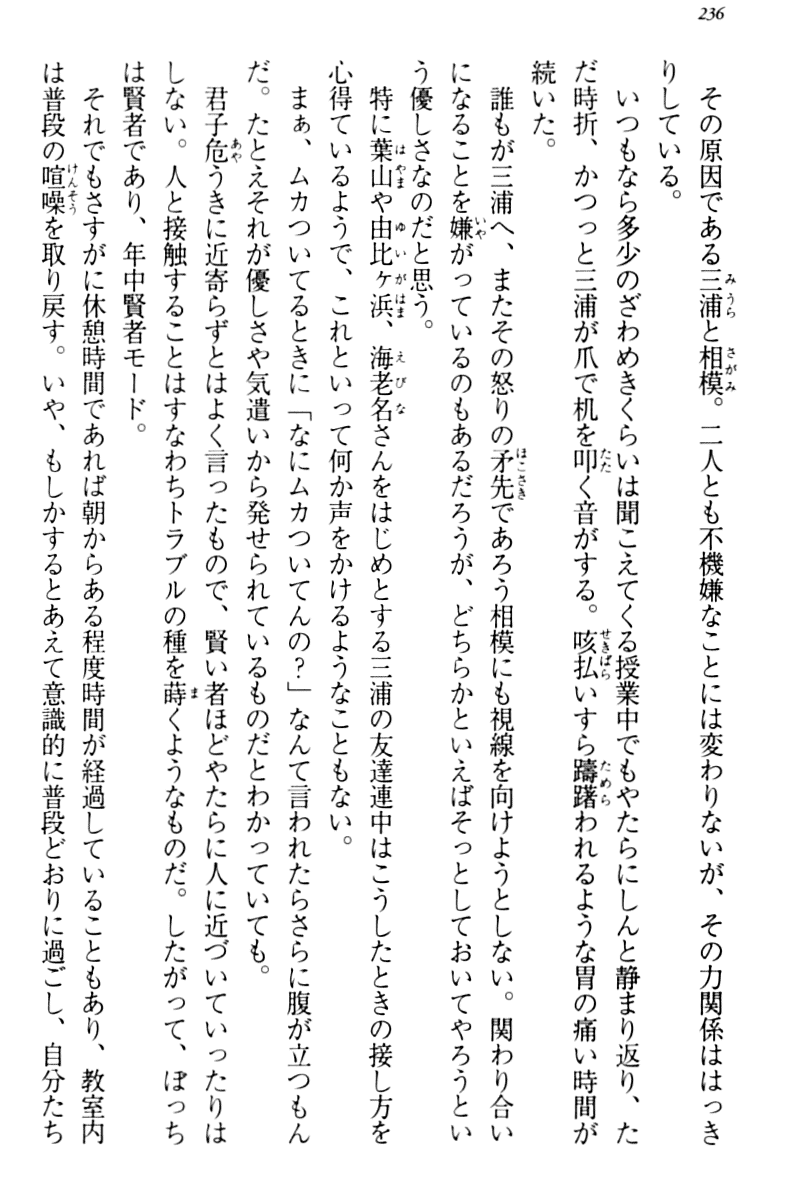 236
その原因である三浦と相模。二人とも不機嫌なことには変わりないが、その力関係ははっき
りしている。
いつもなら多少のざわめきくらいは聞こえてくる授業中でもやたらにしんと静まり返り、た
だ時折、かつっと三浦が爪で机を叩く音がする。咳払いすら躊躇われるような胃の痛い時間が
続いた。
誰もが三浦へ、またその怒りの矛先であろう相模にも視線を向けようとしない。関わり合い
になることを嫌がっているのもあるだろうが、どちらかといえばそっとしておいてやろうとい
う優しさなのだと思う。
特に葉山や由比ヶ浜、海老名さんをはじめとする三浦の友達連中はこうしたときの接し方を
心得ているようで、これといって何か声をかけるようなこともない。
まぁ、ムカついてるときに「なにムカついてんの?」なんて言われたらさらに腹が立つもん
だ。たとえそれが優しさや気遣いから発せられているものだとわかっていても。
君子危うきに近寄らずとはよく言ったもので、賢い者ほどやたらに人に近づいていったりは
しない。人と接触することはすなわちトラブルの種を蒔くようなものだ。したがって、ぼっち
は賢者であり、年中賢者モード。
それでもさすがに休憩時間であれば朝からある程度時間が経過していることもあり、教室内
は普段の喧噪を取り戻す。いや、もしかするとあえて意識的に普段どおりに過ごし、自分たち